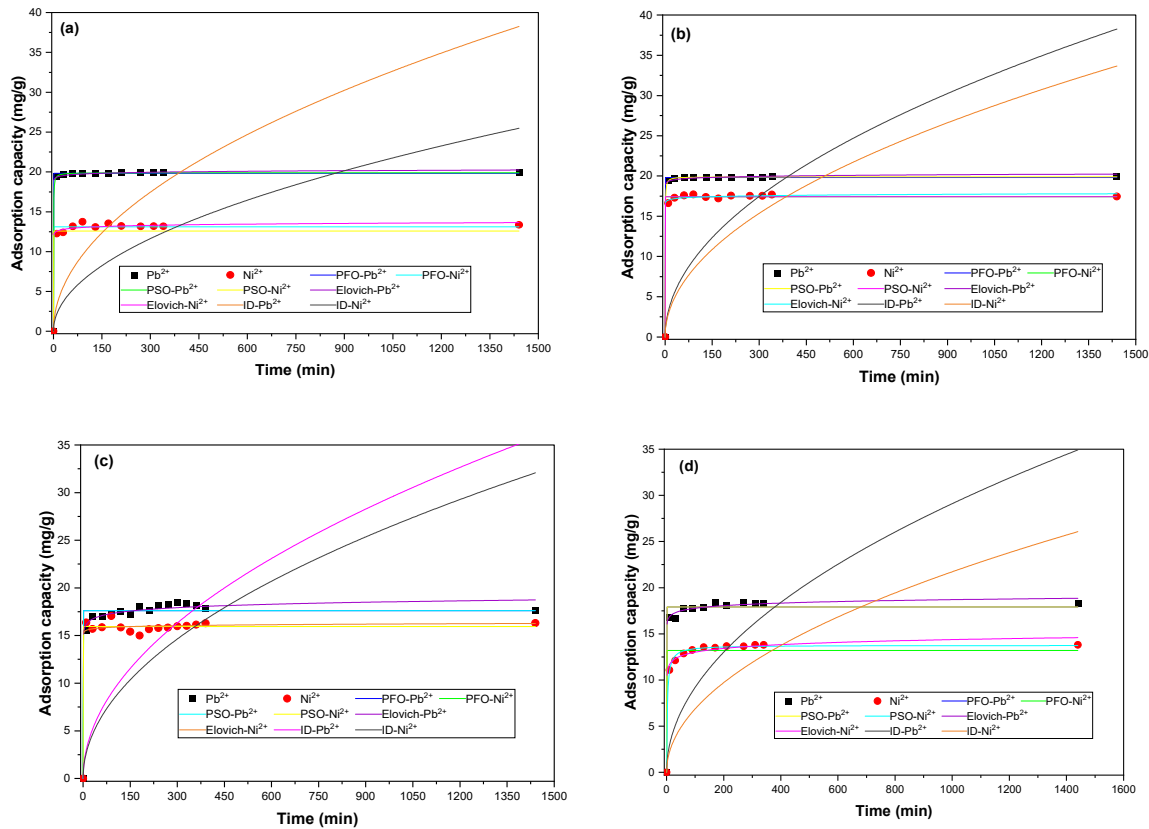 (a)
Adsorption capacity (mg/g)
40
35
30
25
20
15
10
5
0
Pb²⁺ Ni²⁺ PFO-Pb²⁺ PFO-Ni²⁺
PSO-Pb²⁺ PSO-Ni²⁺ Elovich-Pb²⁺
Elovich-Ni²⁺ ID-Pb²⁺ ID-Ni²⁺
0 150 300 450 600 750 900 1050 1200 1350 1500
Time (min)
(b)
Adsorption capacity (mg/g)
40
35
30
25
20
15
10
5
0
Pb²⁺ Ni²⁺ PFO-Pb²⁺ PFO-Ni²⁺
PSO-Pb²⁺ PSO-Ni²⁺ Elovich-Pb²⁺
Elovich-Ni²⁺ ID-Pb²⁺ ID-Ni²⁺
0 150 300 450 600 750 900 1050 1200 1350 1500
Time (min)
(c)
Adsorption capacity (mg/g)
35
30
25
20
15
10
5
0
Pb²⁺ Ni²⁺ PFO-Pb²⁺ PFO-Ni²⁺
PSO-Pb²⁺ PSO-Ni²⁺ Elovich-Pb²⁺
Elovich-Ni²⁺ ID-Pb²⁺ ID-Ni²⁺
0 150 300 450 600 750 900 1050 1200 1350 1500
Time (min)
(d)
Adsorption capacity (mg/g)
35
30
25
20
15
10
5
0
Pb²⁺ Ni²⁺ PFO-Pb²⁺ PFO-Ni²⁺
PSO-Pb²⁺ PSO-Ni²⁺ Elovich-Pb²⁺
Elovich-Ni²⁺ ID-Pb²⁺ ID-Ni²⁺
0 200 400 600 800 1000 1200 1400 1600
Time (min)